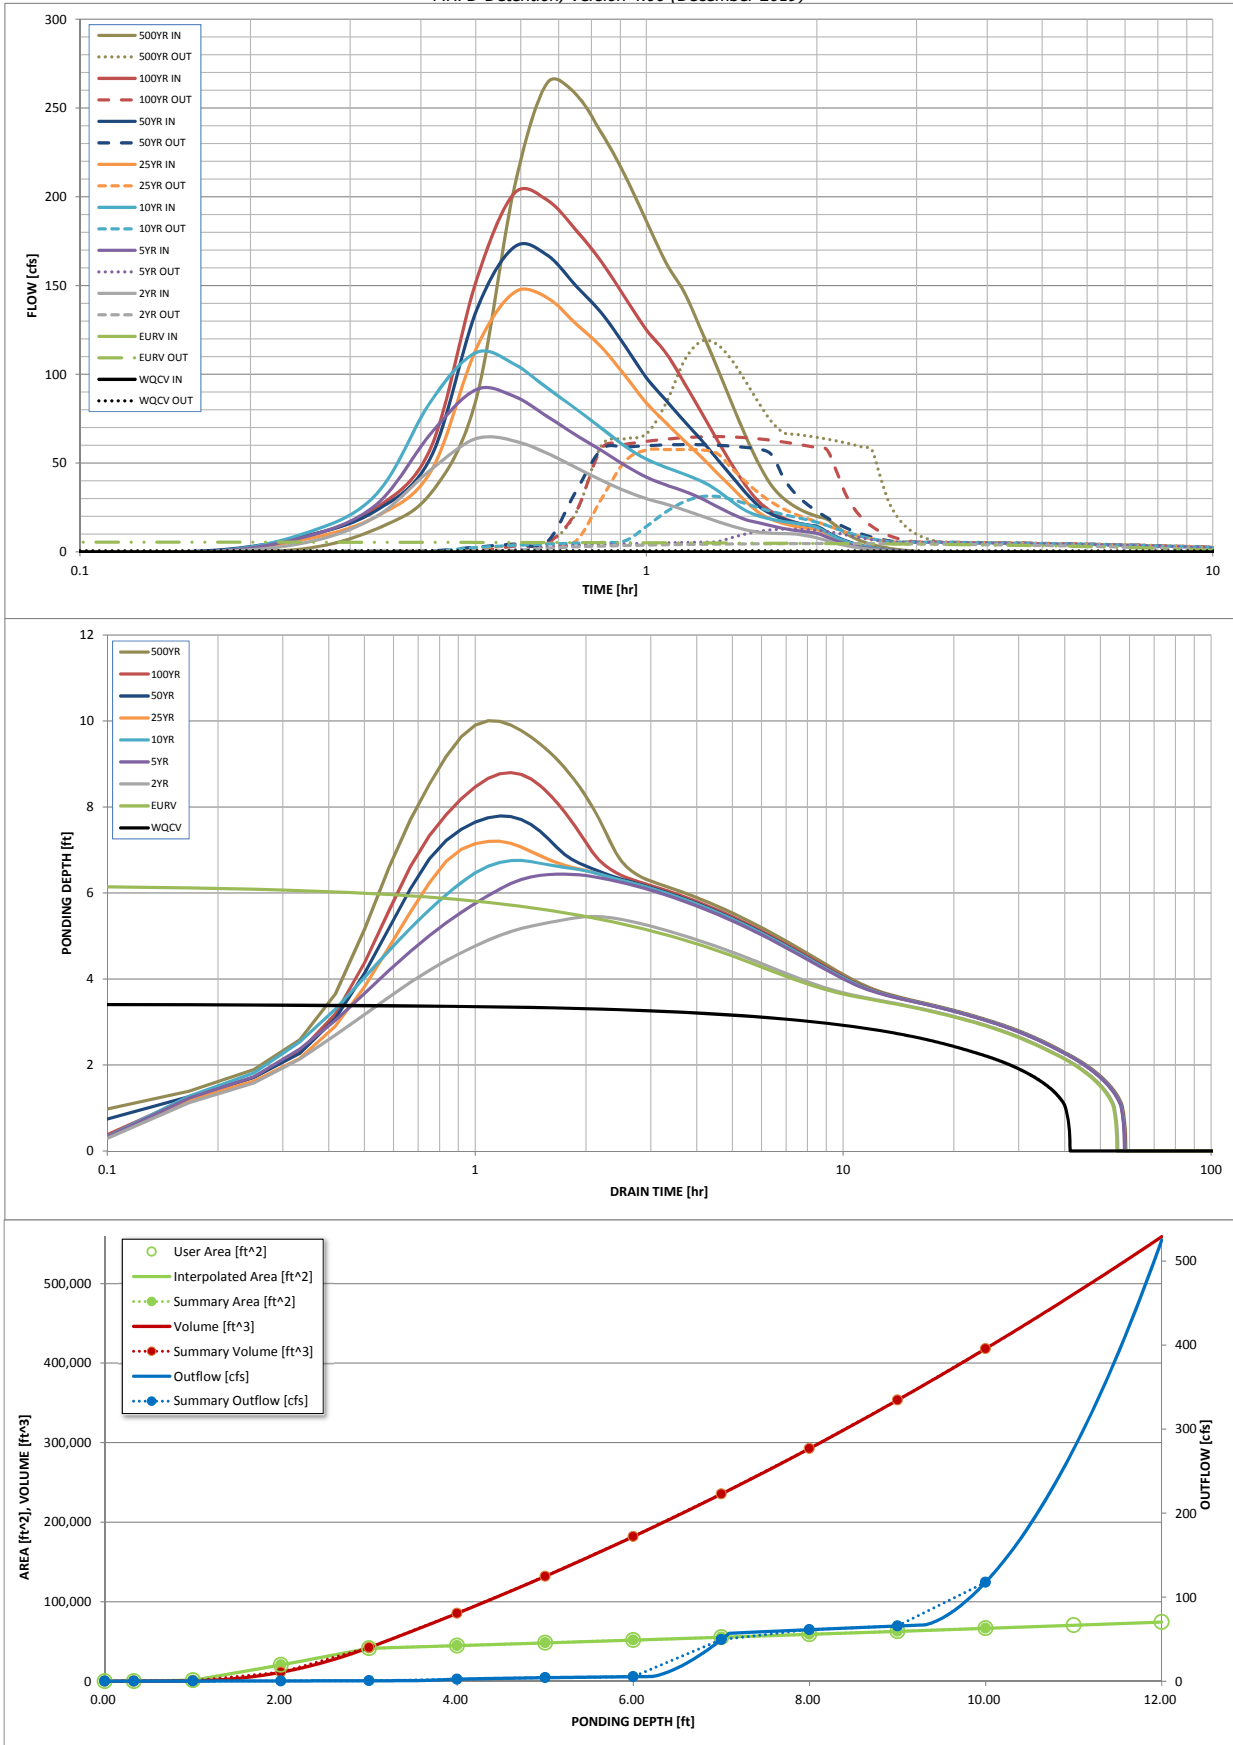 MHFD-Detention, Version 4.00 (December 2019)
300
250
200
150
100
50
0
FLOW [cfs]
500YR IN
500YR OUT
100YR IN
100YR OUT
50YR IN
50YR OUT
25YR IN
25YR OUT
10YR IN
10YR OUT
5YR IN
5YR OUT
2YR IN
2YR OUT
EURV IN
EURV OUT
WQCV IN
WQCV OUT
0.1
1
10
TIME [hr]
12
10
8
6
4
2
0
PONDING DEPTH [ft]
500YR
100YR
50YR
25YR
10YR
5YR
2YR
EURV
WQCV
0.1
1
10
100
DRAIN TIME [hr]
User Area [ft^2]
Interpolated Area [ft^2]
Summary Area [ft^2]
Volume [ft^3]
Summary Volume [ft^3]
Outflow [cfs]
Summary Outflow [cfs]
500,000
400,000
300,000
200,000
100,000
0
AREA [ft^2], VOLUME [ft^3]
500
400
300
200
100
0
OUTFLOW [cfs]
0.00
2.00
4.00
6.00
8.00
10.00
12.00
PONDING DEPTH [ft]